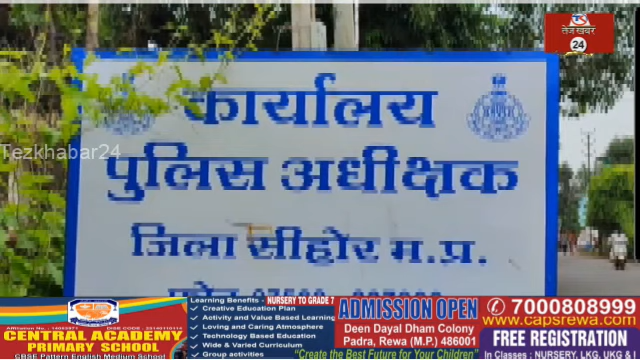 तेज खबर
24
Tezkhabar24
कार्यालय
पुलिस अधीक्षक
जिला सीहोर म.प्र.
CENTRAL ACADEMY
PRIMARY SCHOOL
CBSE Pattern English Medium School
Learning Benefits - NURSERY TO GRADE 7
Creative Education Plan
Activity and Value Based Learning
Loving and Caring Atmosphere
Technology Based Education
Wide & Varied Curriculum
Group activities
ADMISSION OPEN
Deen Dayal Dham Colony
Padra, Rewa (M.P.) 486001
"Create the Best Future for Your Children"
7000808999
www.capsrewa.com
FREE REGISTRATION
in Classes : NURSERY, LKG, UKG,